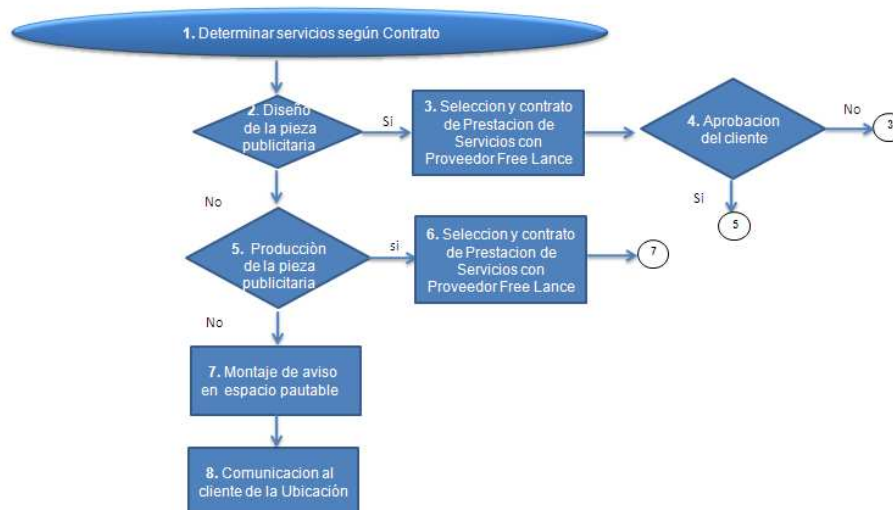 1. Determinar servicios según Contrato
2. Diseño
de la pieza
publicitaria
Si
3. Seleccion y contrato
de Prestacion de
Servicios con
Proveedor Free Lance
4. Aprobacion
del cliente
No
3
Si
5
No
5. Producciòn
de la pieza
publicitaria
si
6. Seleccion y contrato
de Prestacion de
Servicios con
Proveedor Free Lance
7
No
7. Montaje de aviso
en espacio pautable
8. Comunicacion al
cliente de la Ubicación